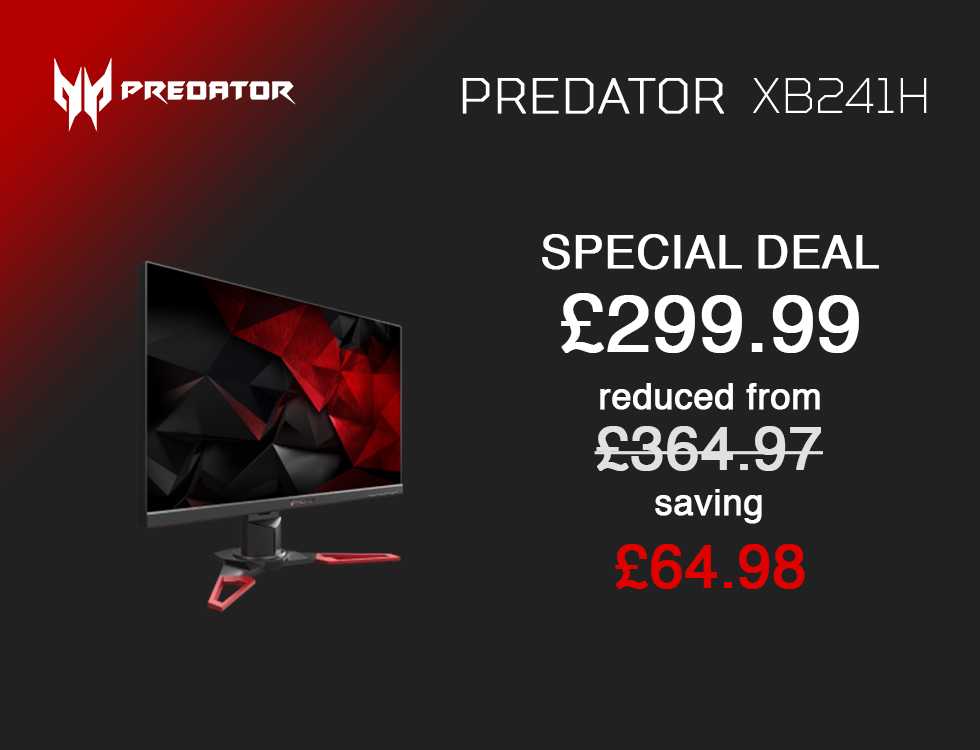 PREDATOR
PREDATOR XB241H
SPECIAL DEAL
£299.99
reduced from
£364.97
saving
£64.98